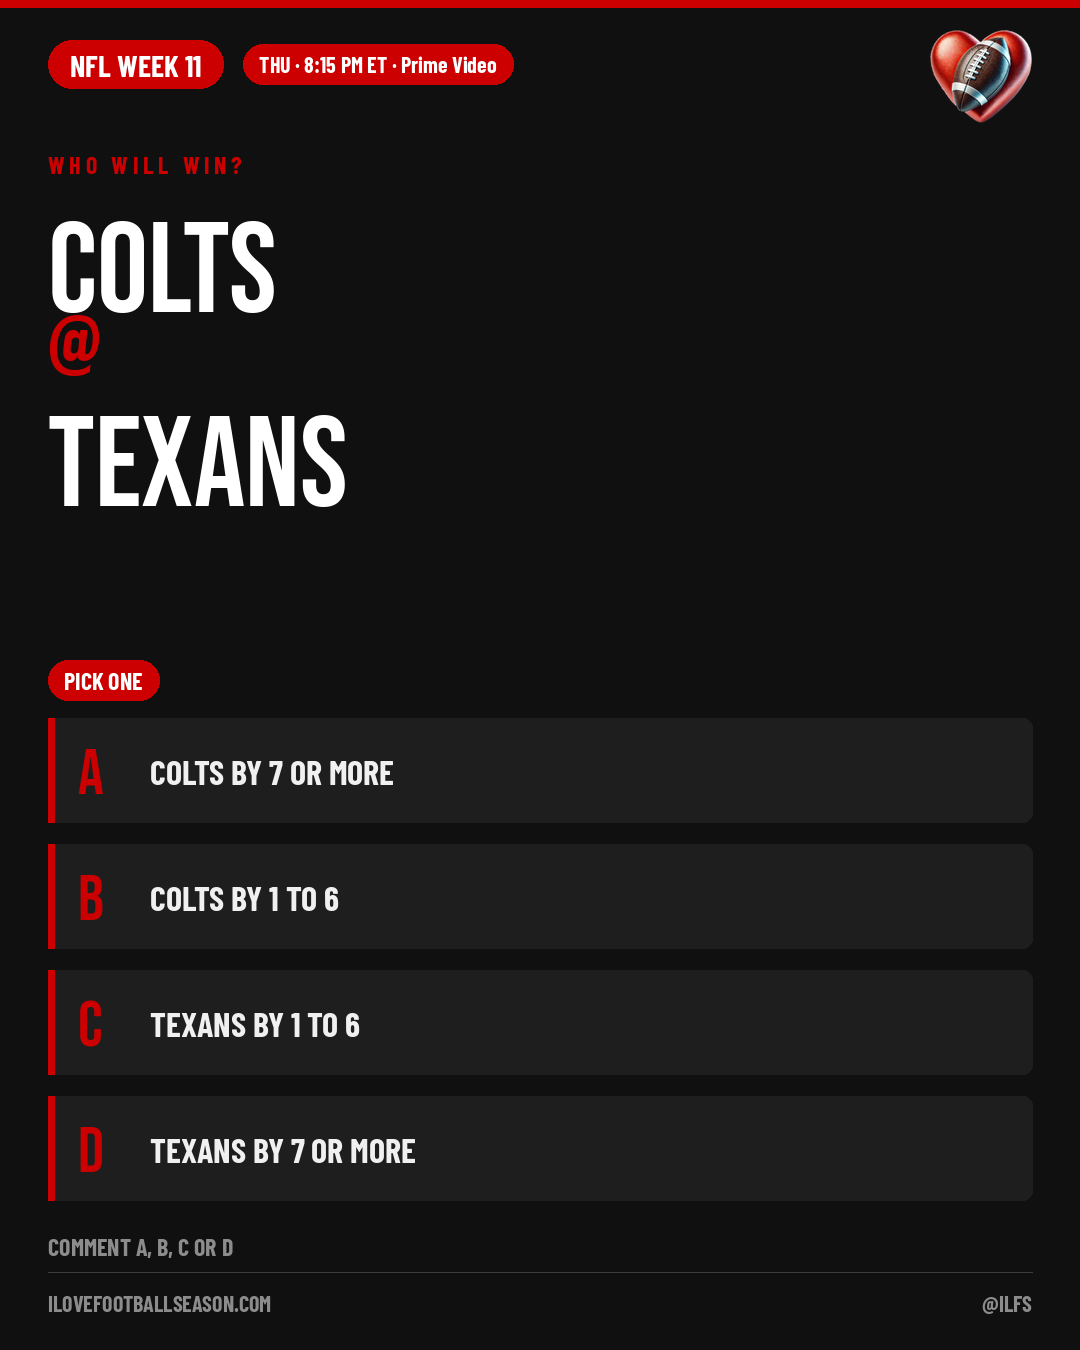 NFL WEEK 11
THU · 8:15 PM ET · Prime Video
WHO WILL WIN?
COLTS
@
TEXANS
PICK ONE
A COLTS BY 7 OR MORE
B COLTS BY 1 TO 6
C TEXANS BY 1 TO 6
D TEXANS BY 7 OR MORE
COMMENT A, B, C OR D
ILOVEFOOTBALLSEASON.COM
@ILFS